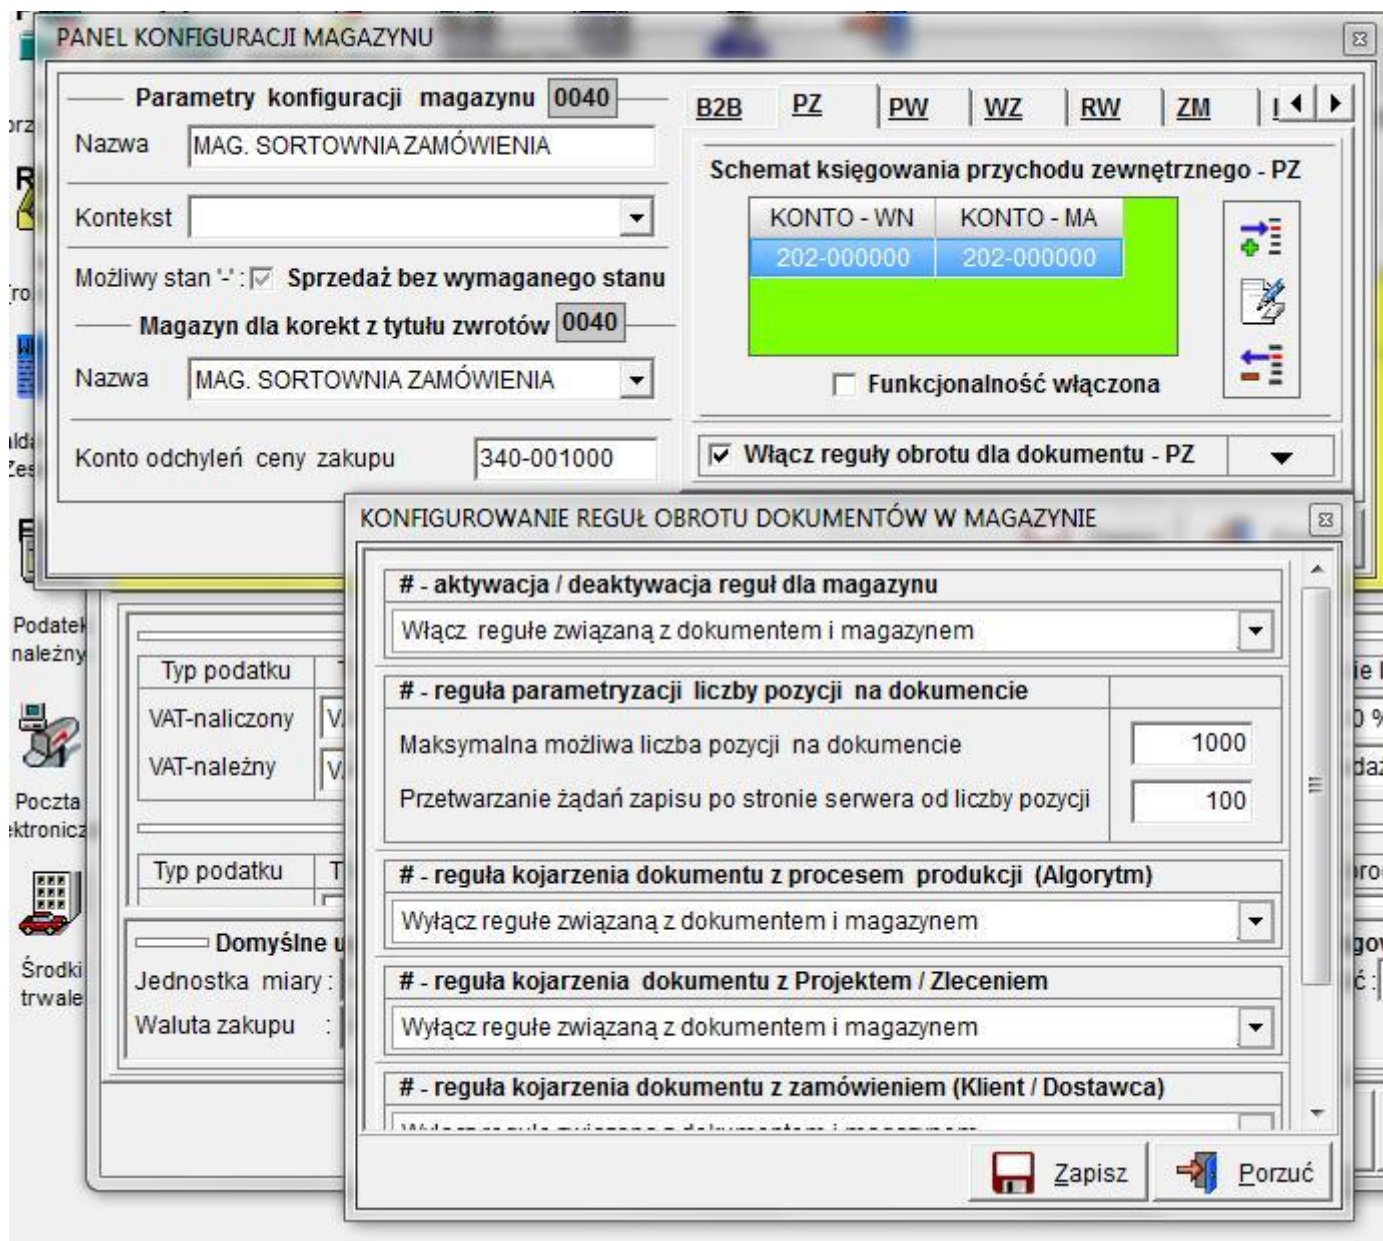 PANEL KONFIGURACJI MAGAZYNU
Parametry konfiguracji magazynu 0040
Nazwa MAG. SORTOWNIA ZAMÓWIENIA
Kontekst
Możliwy stan '-' : Sprzedaż bez wymaganego stanu
Magazyn dla korekt z tytułu zwrotów 0040
Nazwa MAG. SORTOWNIA ZAMÓWIENIA
Konto odchyleń ceny zakupu 340-001000
B2B PZ PW WZ RW ZM
Schemat księgowania przychodu zewnętrznego - PZ
KONTO - WN KONTO - MA
202-000000 202-000000
Funkcjonalność włączona
Włącz reguły obrotu dla dokumentu - PZ
KONFIGUROWANIE REGUŁ OBROTU DOKUMENTÓW W MAGAZYNIE
# - aktywacja / deaktywacja reguł dla magazynu
Włącz regułe związaną z dokumentem i magazynem
# - reguła parametryzacji liczby pozycji na dokumencie
Maksymalna możliwa liczba pozycji na dokumencie 1000
Przetwarzanie żądań zapisu po stronie serwera od liczby pozycji 100
# - reguła kojarzenia dokumentu z procesem produkcji (Algorytm)
Wyłącz regułe związaną z dokumentem i magazynem
# - reguła kojarzenia dokumentu z Projektem / Zleceniem
Wyłącz regułe związaną z dokumentem i magazynem
# - reguła kojarzenia dokumentu z zamówieniem (Klient / Dostawca)
Zapisz Porzuć
Podatek
należny
Poczta
Środki
trwałe
Typ podatku
VAT-naliczony
VAT-należny
Typ podatku
Domyślne
Jednostka miary :
Waluta zakupu :